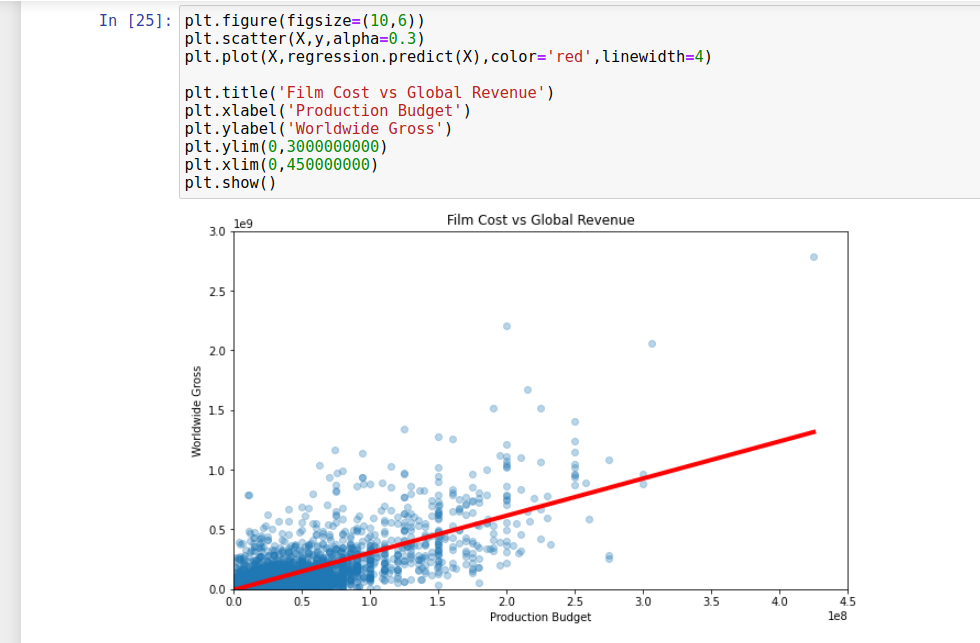 In [25]: plt.figure(figsize=(10,6))
plt.scatter(X,y,alpha=0.3)
plt.plot(X,regression.predict(X),color='red',linewidth=4)
plt.title('Film Cost vs Global Revenue')
plt.xlabel('Production Budget')
plt.ylabel('Worldwide Gross')
plt.ylim(0,3000000000)
plt.xlim(0,450000000)
plt.show()
Film Cost vs Global Revenue
1e9
3.0
2.5
2.0
1.5
1.0
0.5
0.0
Worldwide Gross
0.0 0.5 1.0 1.5 2.0 2.5 3.0 3.5 4.0 4.5
1e8
Production Budget